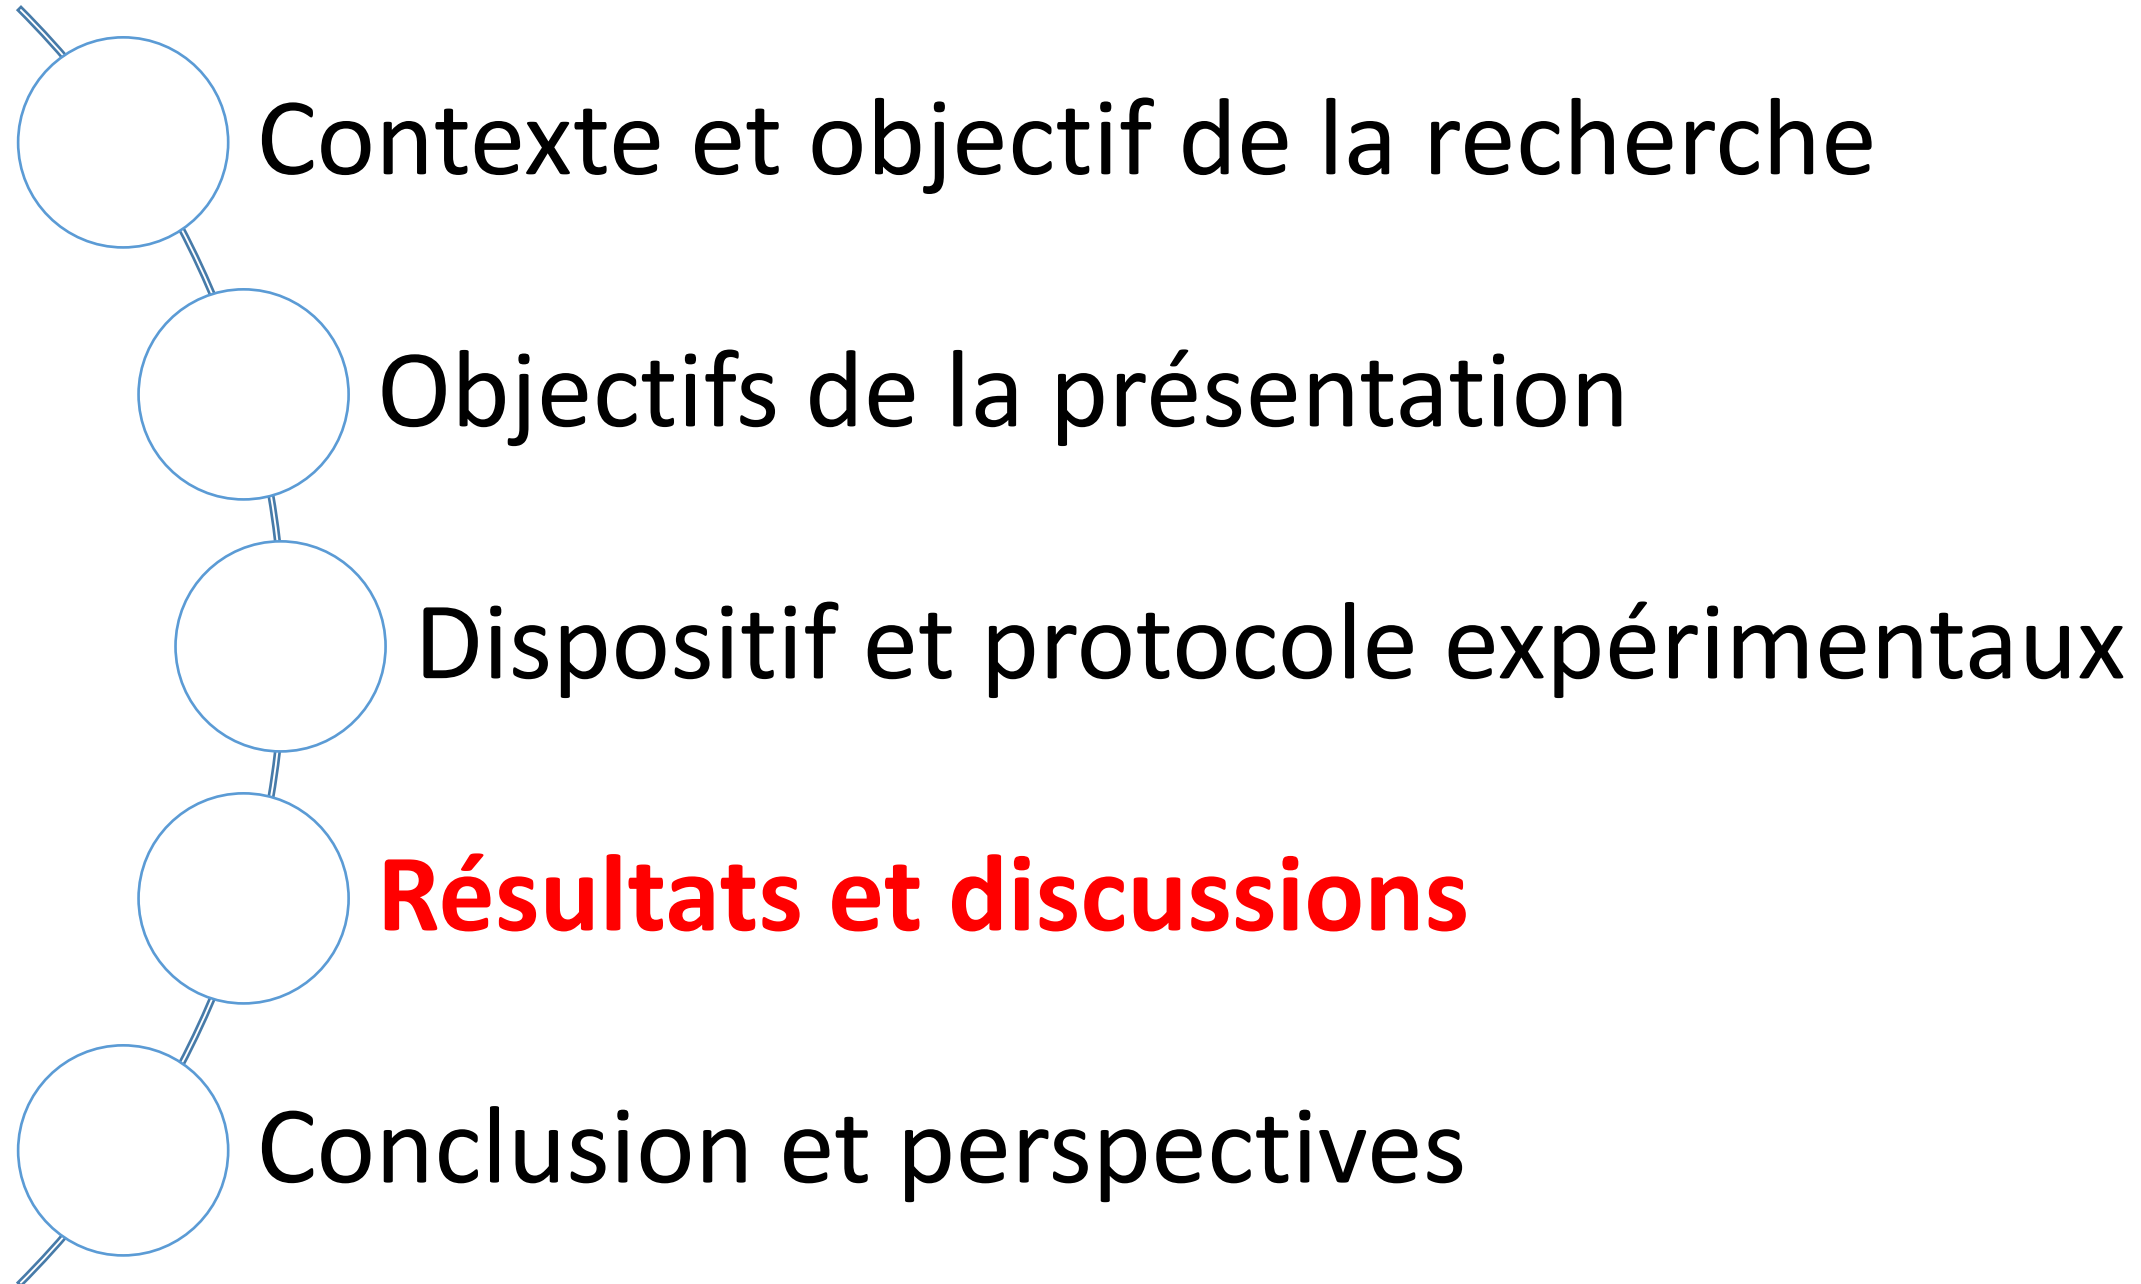 Contexte et objectif de la recherche
Objectifs de la présentation
Dispositif et protocole expérimentaux
Résultats et discussions
Conclusion et perspectives